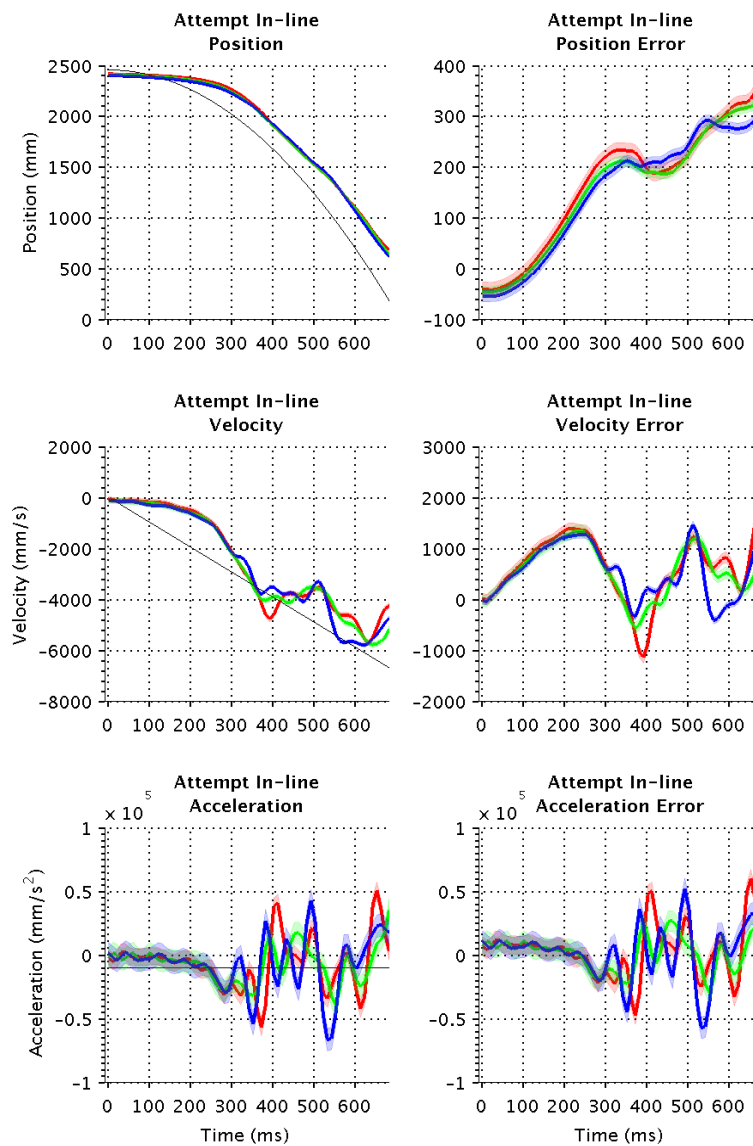 Attempt In-line
Position
Attempt In-line
Position Error
Position (mm)
2500
2000
1500
1000
500
0
0 100 200 300 400 500 600
400
300
200
100
0
−100
0 100 200 300 400 500 600
Attempt In-line
Velocity
Attempt In-line
Velocity Error
Velocity (mm/s)
2000
0
−2000
−4000
−6000
−8000
0 100 200 300 400 500 600
3000
2000
1000
0
−1000
−2000
0 100 200 300 400 500 600
Attempt In-line
Acceleration
× 10^5
Attempt In-line
Acceleration Error
× 10^5
Acceleration (mm/s²)
1
0.5
0
−0.5
−1
0 100 200 300 400 500 600
Time (ms)
1
0.5
0
−0.5
−1
0 100 200 300 400 500 600
Time (ms)